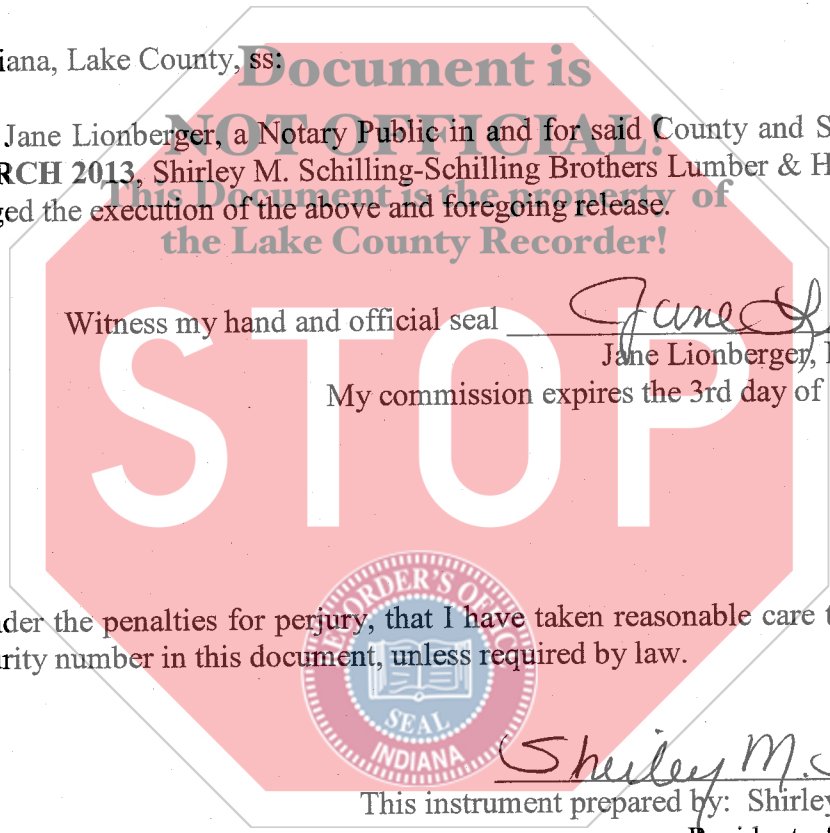 iana, Lake County, ss:
Document is
NOT OFFICIAL!
Jane Lionberger, a Notary Public in and for said County and S
RCH 2013, Shirley M. Schilling-Schilling Brothers Lumber & H
This Document is the property of
ged the execution of the above and foregoing release.
the Lake County Recorder!
Witness my hand and official seal Jane
Jane Lionberger,
My commission expires the 3rd day of
STOP
RECORDER'S OFFICE
nder the penalties for perjury, that I have taken reasonable care t
rity number in this document, unless required by law.
SEAL
INDIANA
Shirley M.
This instrument prepared by: Shirley